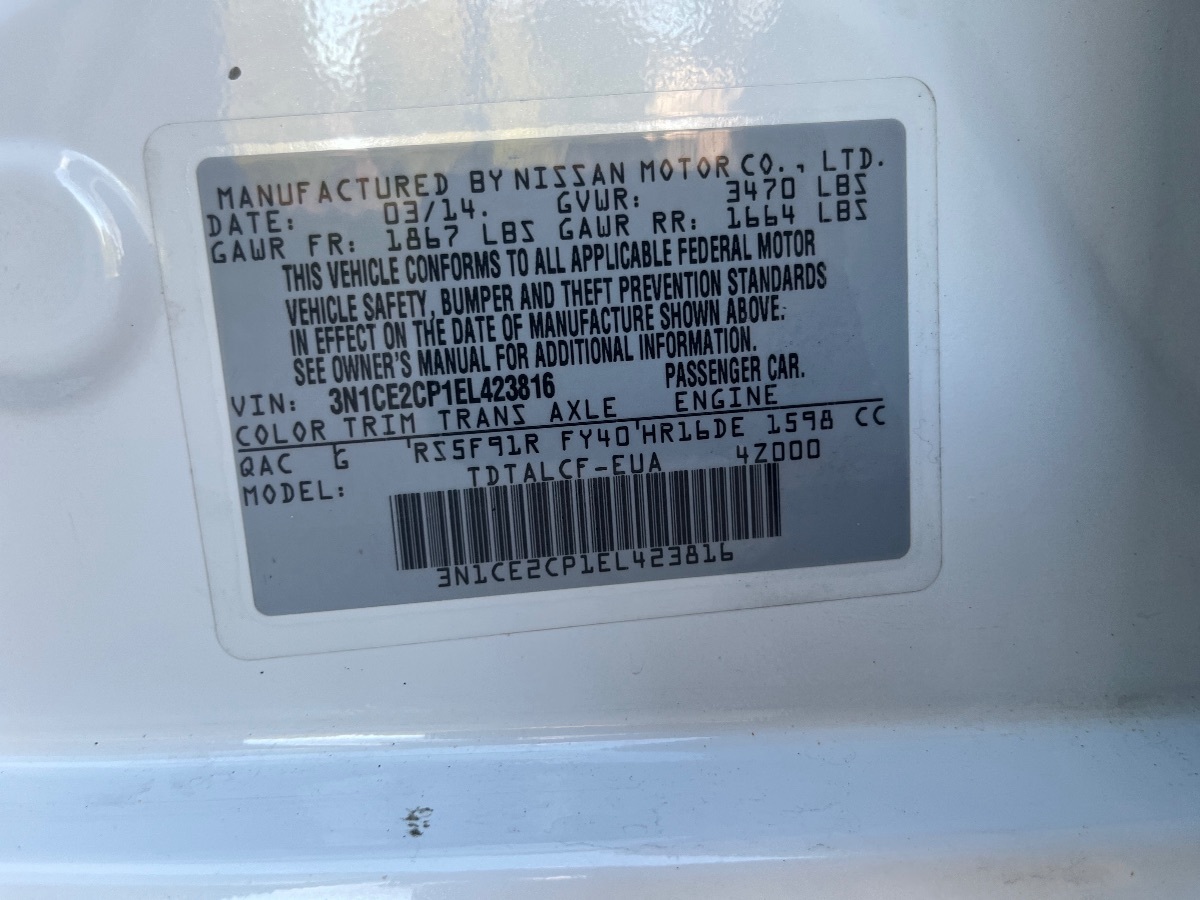 MANUFACTURED BY NISSAN MOTOR CO., LTD.
DATE: 03/14. GVWR: 3470 LBS
GAWR FR: 1867 LBS GAWR RR: 1664 LBS
THIS VEHICLE CONFORMS TO ALL APPLICABLE FEDERAL MOTOR
VEHICLE SAFETY, BUMPER AND THEFT PREVENTION STANDARDS
IN EFFECT ON THE DATE OF MANUFACTURE SHOWN ABOVE.
SEE OWNER'S MANUAL FOR ADDITIONAL INFORMATION.
VIN: 3N1CE2CP1EL423816 PASSENGER CAR.
COLOR TRIM TRANS AXLE ENGINE
QAC G RS5F91R FY40 HR16DE 1598 CC
MODEL: TDTALCF-EUA 4Z000
3N1CE2CP1EL423816